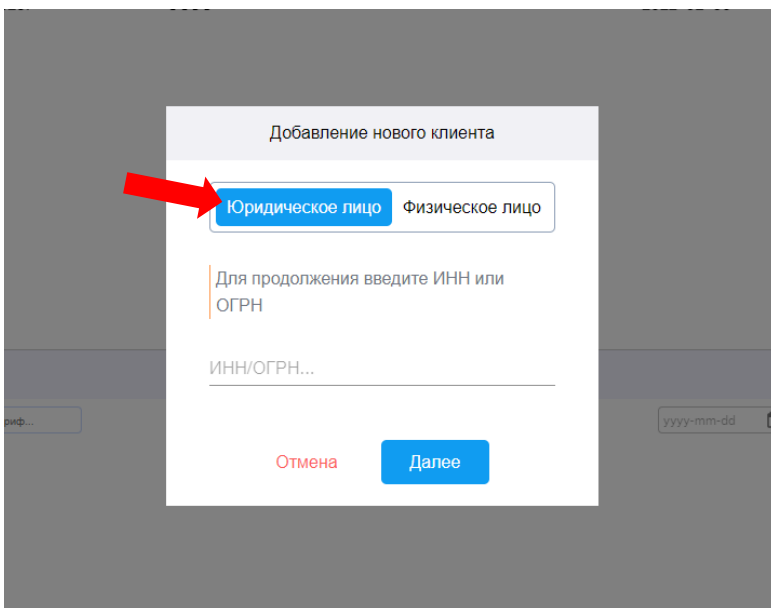 Добавление нового клиента
Юридическое лицо Физическое лицо
Для продолжения введите ИНН или
ОГРН
ИНН/ОГРН...
риф... yyyy-mm-dd
Отмена Далее